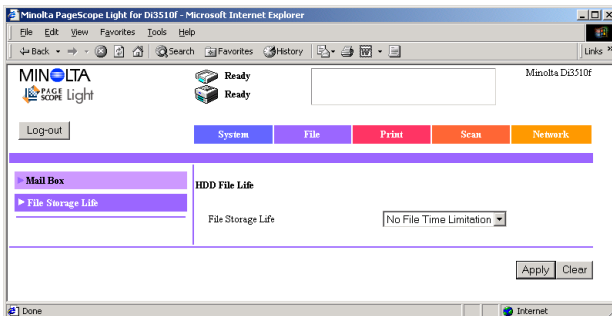 Minolta PageScope Light for Di3510f - Microsoft Internet Explorer
File Edit View Favorites Tools Help
Back Search Favorites History Links »
MINOLTA Ready Minolta Di3510f
PAGE SCOPE Light Ready
Log-out System File Print Scan Network
Mail Box
HDD File Life
File Storage Life
File Storage Life No File Time Limitation
Apply Clear
Done Internet